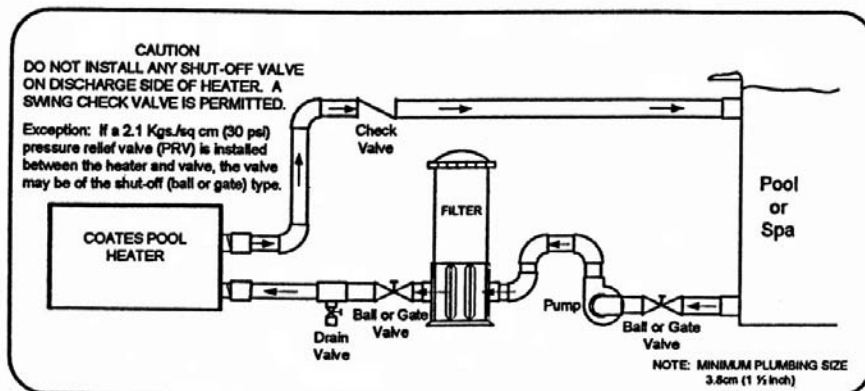 CAUTION
DO NOT INSTALL ANY SHUT-OFF VALVE
ON DISCHARGE SIDE OF HEATER. A
SWING CHECK VALVE IS PERMITTED.
Exception: If a 2.1 Kgs./sq cm (30 psi)
pressure relief valve (PRV) is installed
between the heater and valve, the valve
may be of the shut-off (ball or gate) type.
Check
Valve
FILTER
Pool
or
Spa
COATES POOL
HEATER
Pump
Ball or Gate
Valve
Drain
Valve
Ball or Gate
Valve
NOTE: MINIMUM PLUMBING SIZE
3.8cm (1 ½ inch)